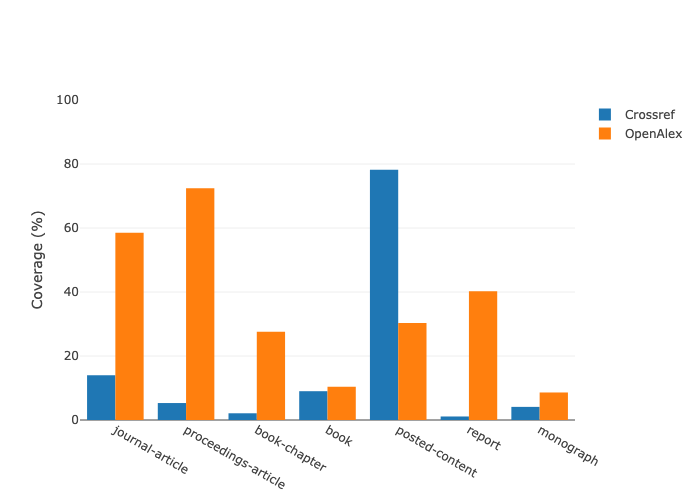 100
80
60
40
20
0
Coverage (%)
journal-article
proceedings-article
book-chapter
book
posted-content
report
monograph
Crossref
OpenAlex